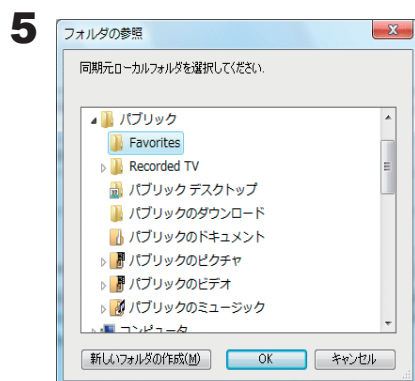 5
フォルダの参照
同期元ローカルフォルダを選択してください.
パブリック
Favorites
Recorded TV
パブリック デスクトップ
パブリックのダウンロード
パブリックのドキュメント
パブリックのピクチャ
パブリックのビデオ
パブリックのミュージック
コンピュータ
新しいフォルダの作成(M) OK キャンセル